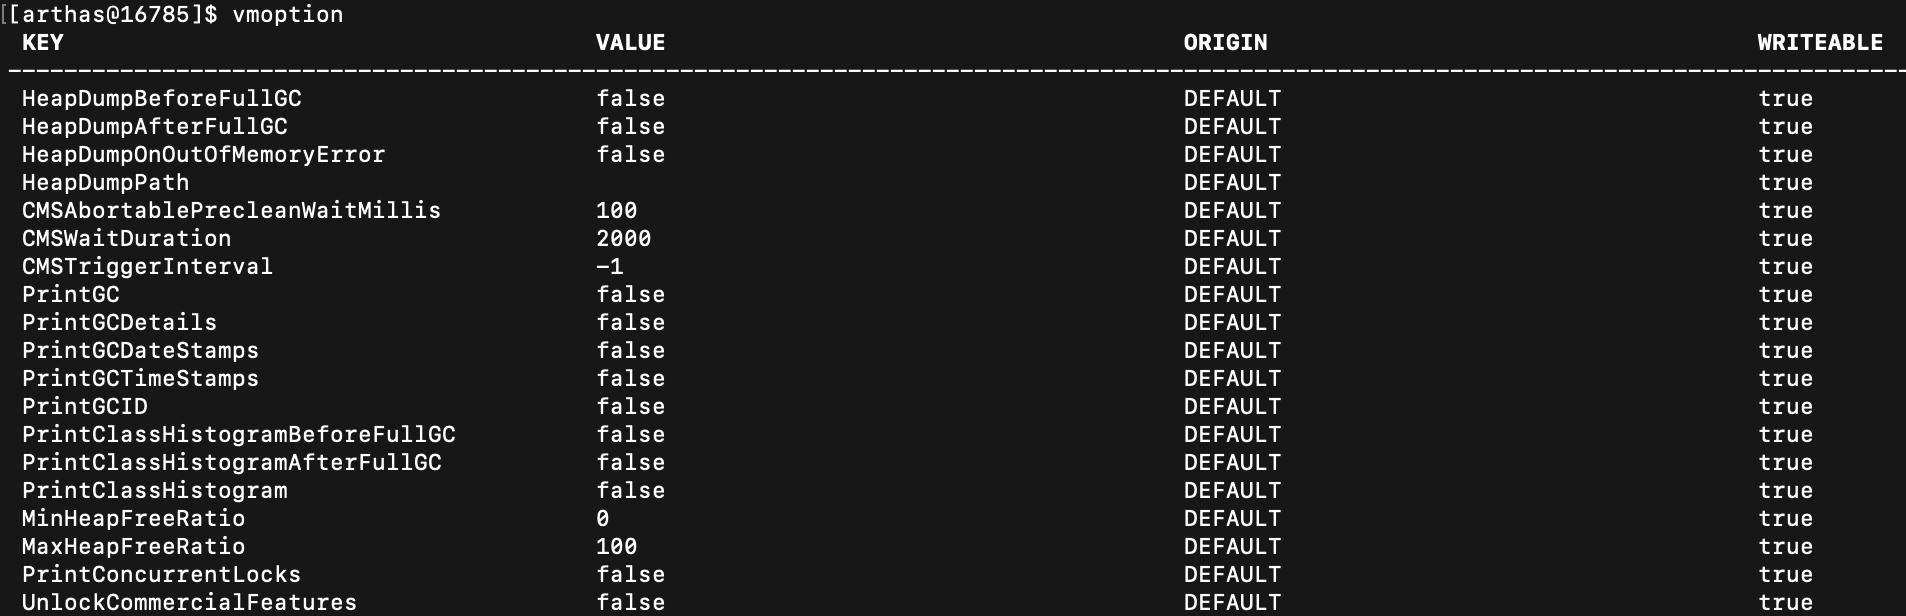 [[arthas@16785]$ vmoption
KEY VALUE ORIGIN WRITEABLE
HeapDumpBeforeFullGC false DEFAULT true
HeapDumpAfterFullGC false DEFAULT true
HeapDumpOnOutOfMemoryError false DEFAULT true
HeapDumpPath DEFAULT true
CMSAbortablePrecleanWaitMillis 100 DEFAULT true
CMSWaitDuration 2000 DEFAULT true
CMSTriggerInterval -1 DEFAULT true
PrintGC false DEFAULT true
PrintGCDetails false DEFAULT true
PrintGCDateStamps false DEFAULT true
PrintGCTimeStamps false DEFAULT true
PrintGCID false DEFAULT true
PrintClassHistogramBeforeFullGC false DEFAULT true
PrintClassHistogramAfterFullGC false DEFAULT true
PrintClassHistogram false DEFAULT true
MinHeapFreeRatio 0 DEFAULT true
MaxHeapFreeRatio 100 DEFAULT true
PrintConcurrentLocks false DEFAULT true
UnlockCommercialFeatures false DEFAULT true